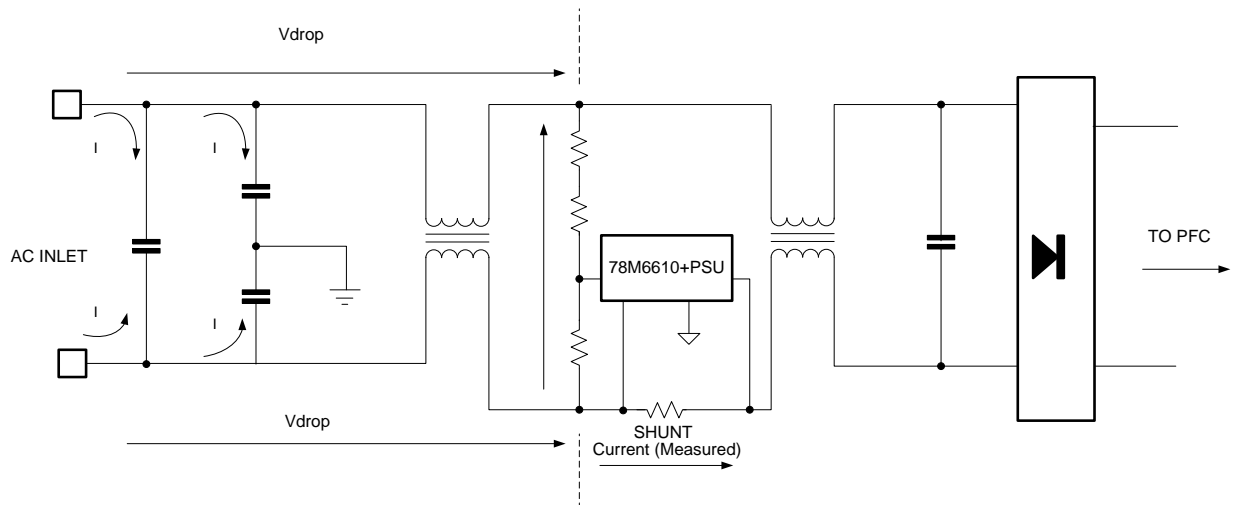 Vdrop
I
I
AC INLET
78M6610+PSU
TO PFC
I
I
Vdrop
SHUNT
Current (Measured)